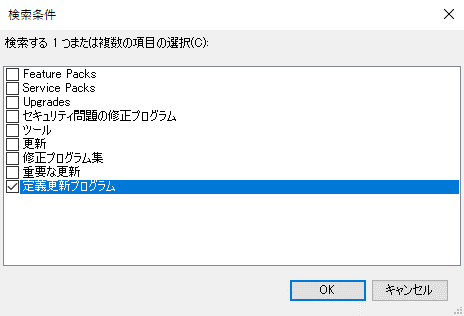 検索条件
検索する 1 つまたは複数の項目の選択(C):
Feature Packs
Service Packs
Upgrades
セキュリティ問題の修正プログラム
ツール
更新
修正プログラム集
重要な更新
定義更新プログラム
OK
キャンセル